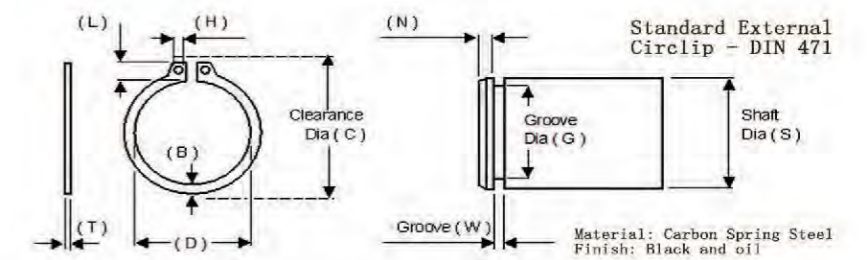 (L)
(H)
(N)
Standard External
Circlip - DIN 471
Clearance
Dia ( C )
Groove
Dia ( G )
Shaft
Dia ( S )
( B )
( T )
( D )
Groove ( W )
Material: Carbon Spring Steel
Finish: Black and oil